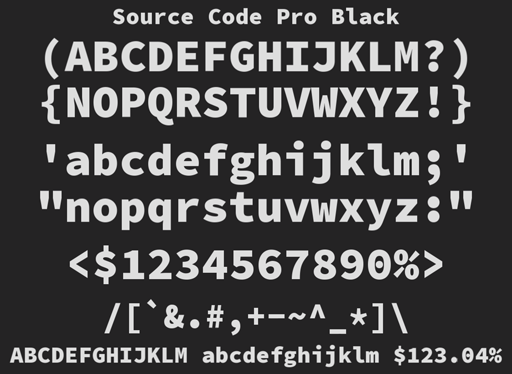 Source Code Pro Black
(ABCDEFGHIJKLM?)
{NOPQRSTUVWXYZ!}
'abcdefghijklm;'
"nopqrstuvwxyz:"
<$1234567890%>
/[`&.#,+−~^_*]\
ABCDEFGHIJKLM abcdefghijklm $123.04%